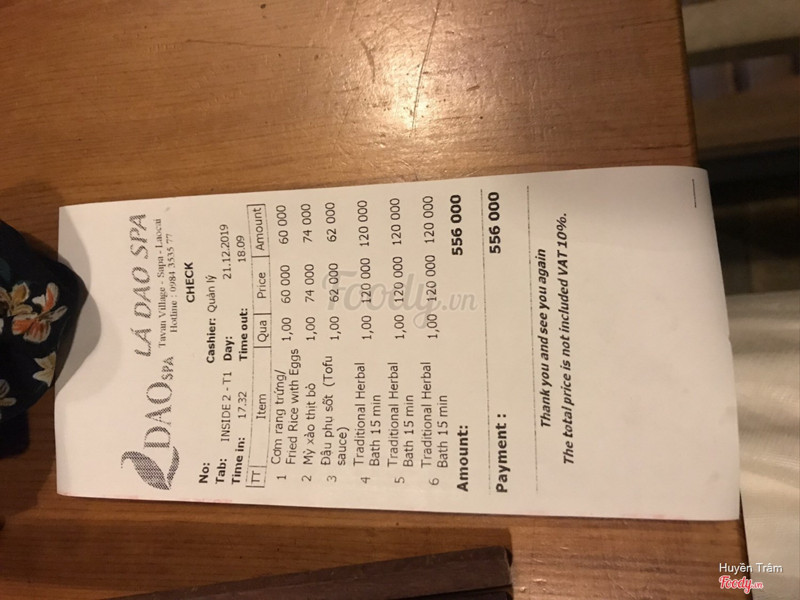 DAO SPA
LÁ DAO SPA
Tavan Village - Sapa - Laocai
Hotline : 0984 3535 77
CHECK
No: Cashier: Quản lý
Tab: INSIDE 2 - T1 Day: 21.12.2019
Time in: 17.32 Time out: 18.09
TT Item Qua Price Amount
1 Cơm rang trứng/ 1,00 60 000 60 000
Fried Rice with Eggs
2 Mỳ xào thịt bò 1,00 74 000 74 000
3 Đậu phụ sốt (Tofu 1,00 62 000 62 000
sauce)
4 Traditional Herbal 1,00 120 000 120 000
Bath 15 min
5 Traditional Herbal 1,00 120 000 120 000
Bath 15 min
6 Traditional Herbal 1,00 120 000 120 000
Bath 15 min
Amount: 556 000
Payment : 556 000
Thank you and see you again
The total price is not included VAT 10%.
Foody.vn
Huyền Trâm
Foody.vn